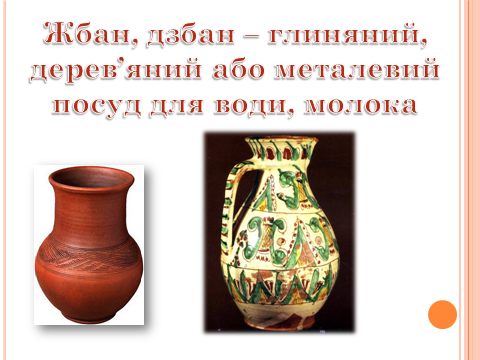 Жбан, дзбан – глиняний,
дерев’яний або металевий
посуд для води, молока